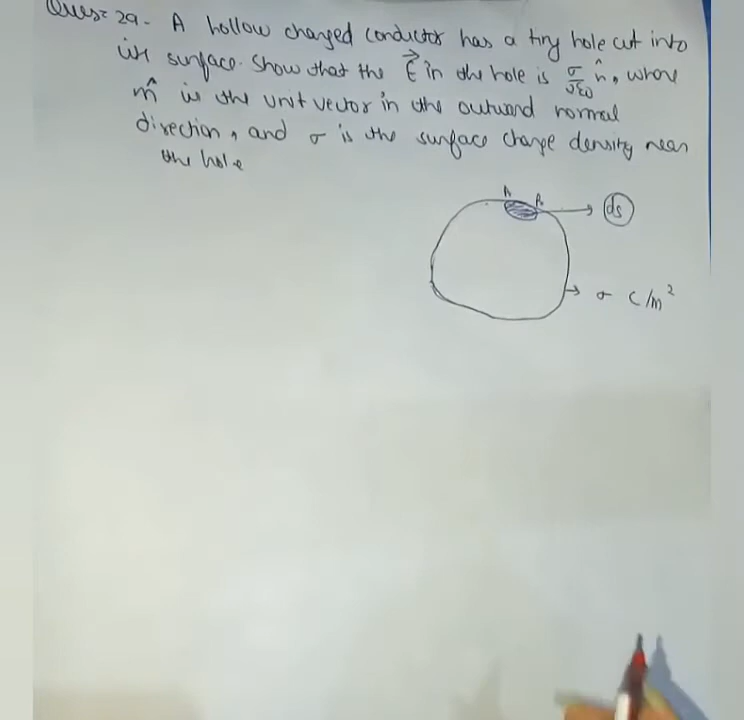 Ques= 29- A hollow charged conductor has a tiny hole cut into
its surface. Show that the E⃗ in the hole is σ/2ε0 n̂, where
n̂ is the unit vector in the outward normal
direction, and σ is the surface charge density near
the hole
A B
ds
σ C/m²